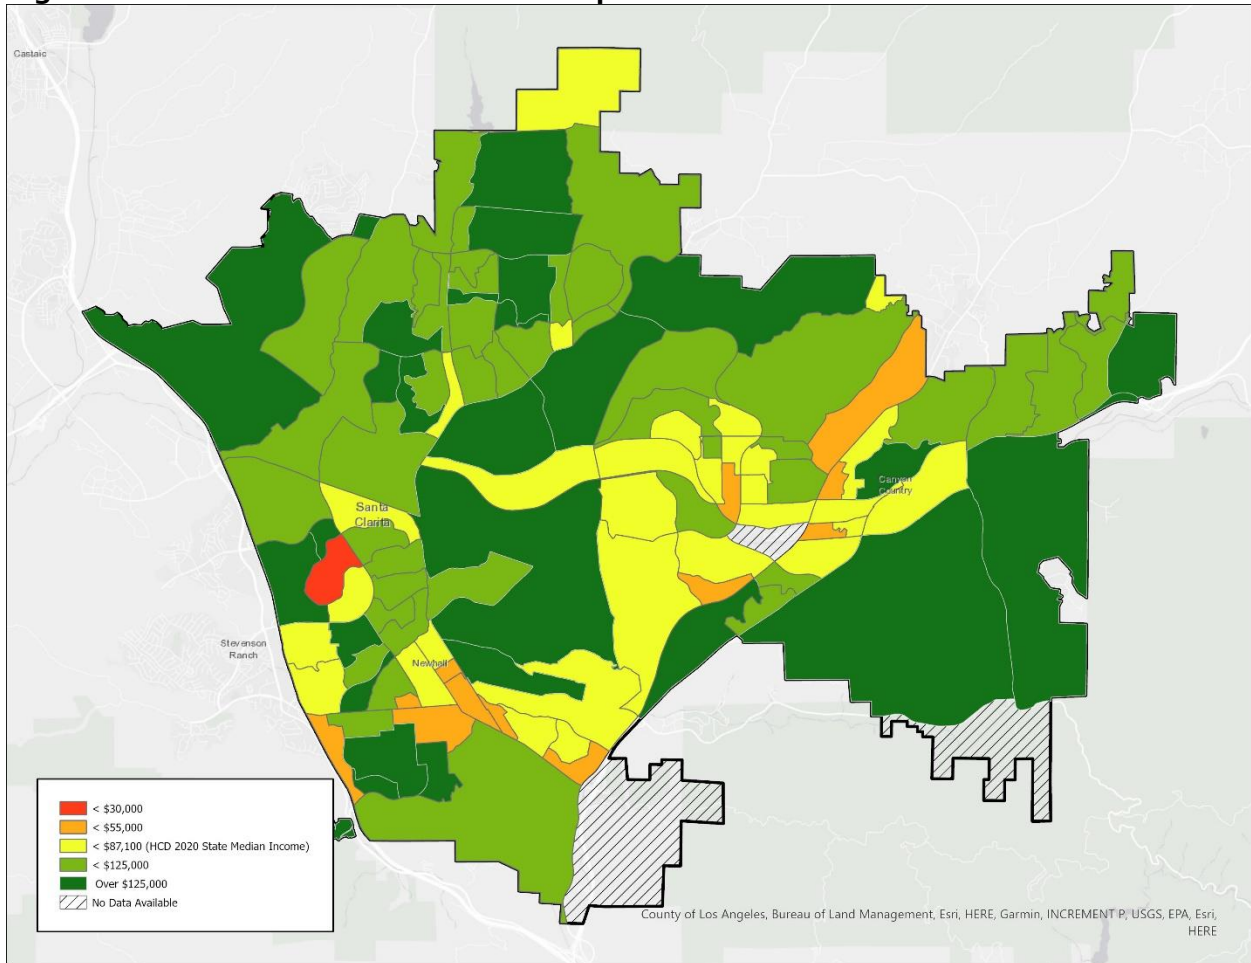 Castaic
Santa
Clarita
Canyon
Country
Stevenson
Ranch
Newhall
< $30,000
< $55,000
< $87,100 (HCD 2020 State Median Income)
< $125,000
Over $125,000
No Data Available
County of Los Angeles, Bureau of Land Management, Esri, HERE, Garmin, INCREMENT P, USGS, EPA, Esri,
HERE